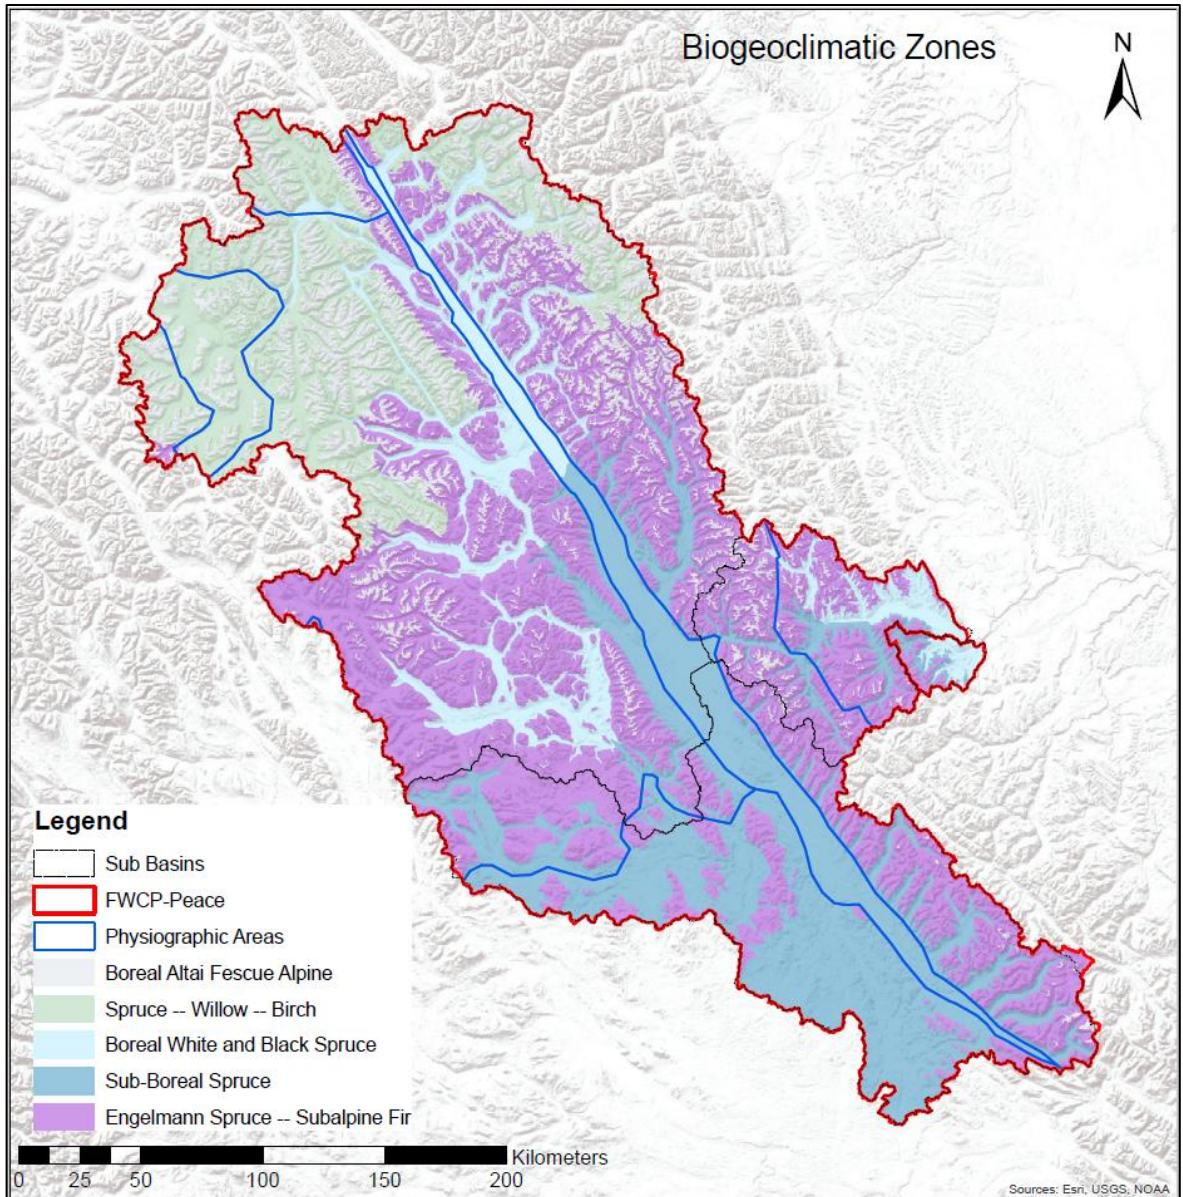 Biogeoclimatic Zones
N
Legend
Sub Basins
FWCP-Peace
Physiographic Areas
Boreal Altai Fescue Alpine
Spruce -- Willow -- Birch
Boreal White and Black Spruce
Sub-Boreal Spruce
Engelmann Spruce -- Subalpine Fir
Kilometers
0 25 50 100 150 200
Sources: Esri, USGS, NOAA